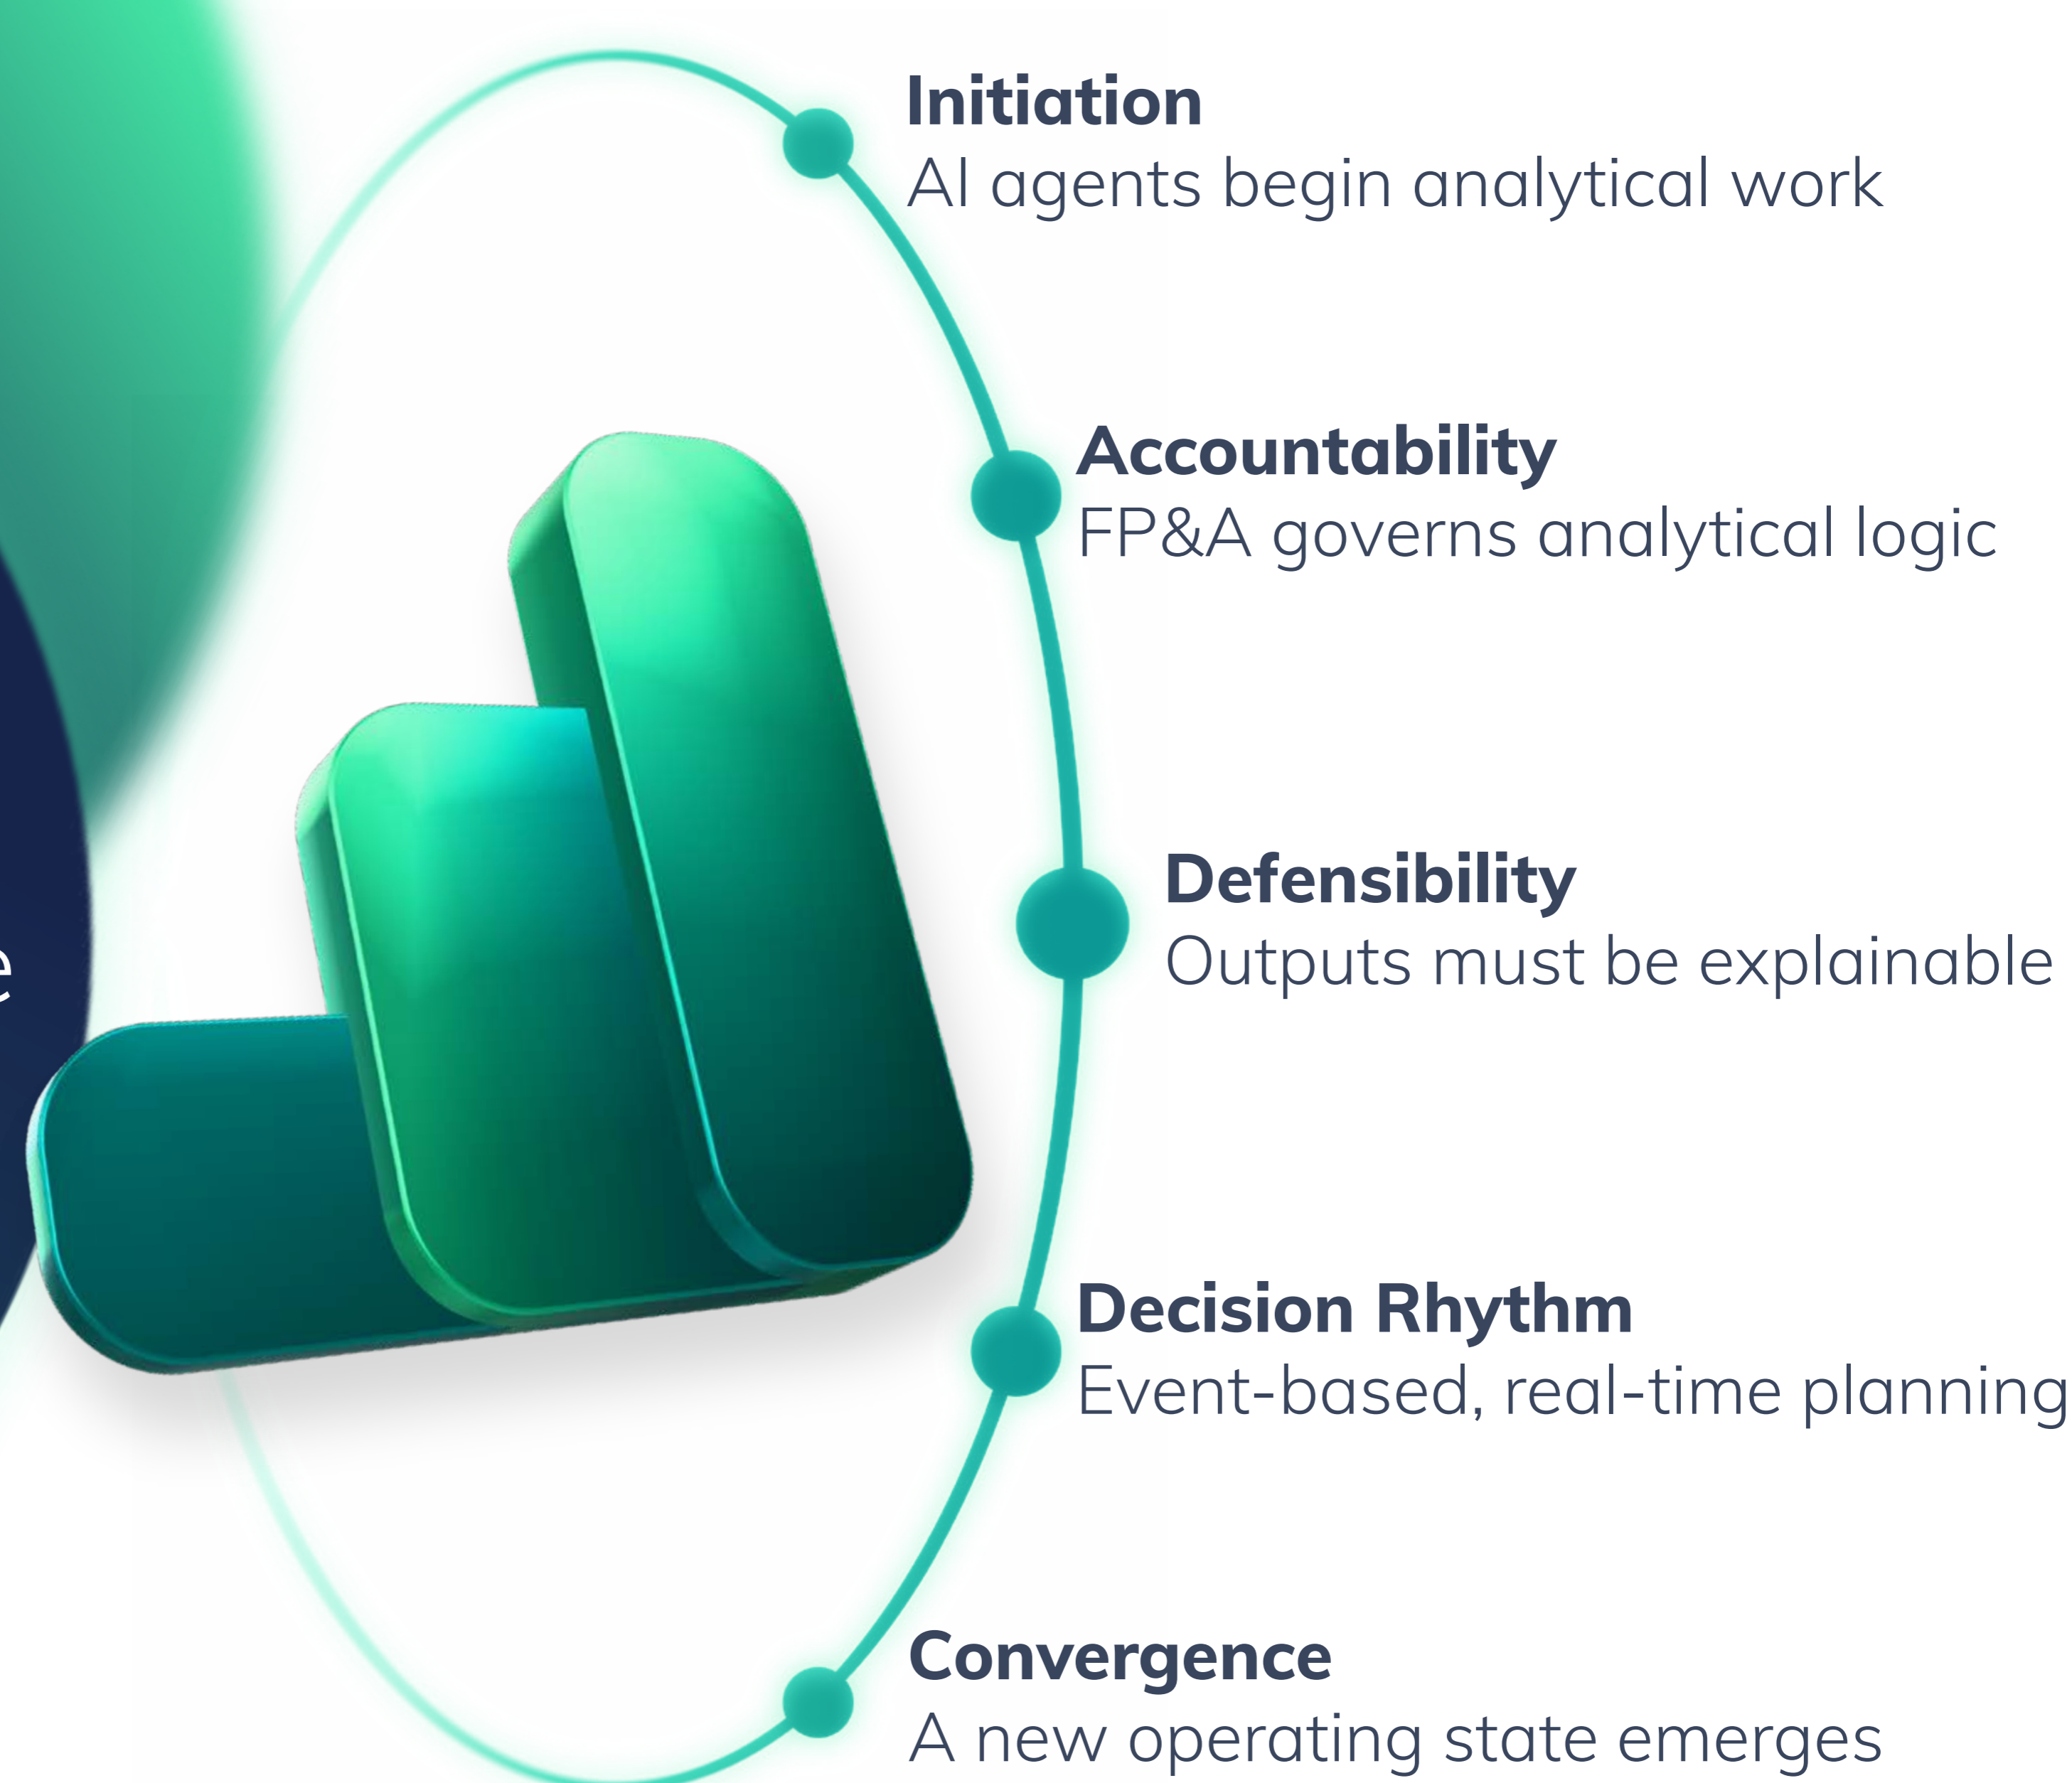 Initiation
AI agents begin analytical work
Accountability
FP&A governs analytical logic
Defensibility
Outputs must be explainable
Decision Rhythm
Event-based, real-time planning
Convergence
A new operating state emerges